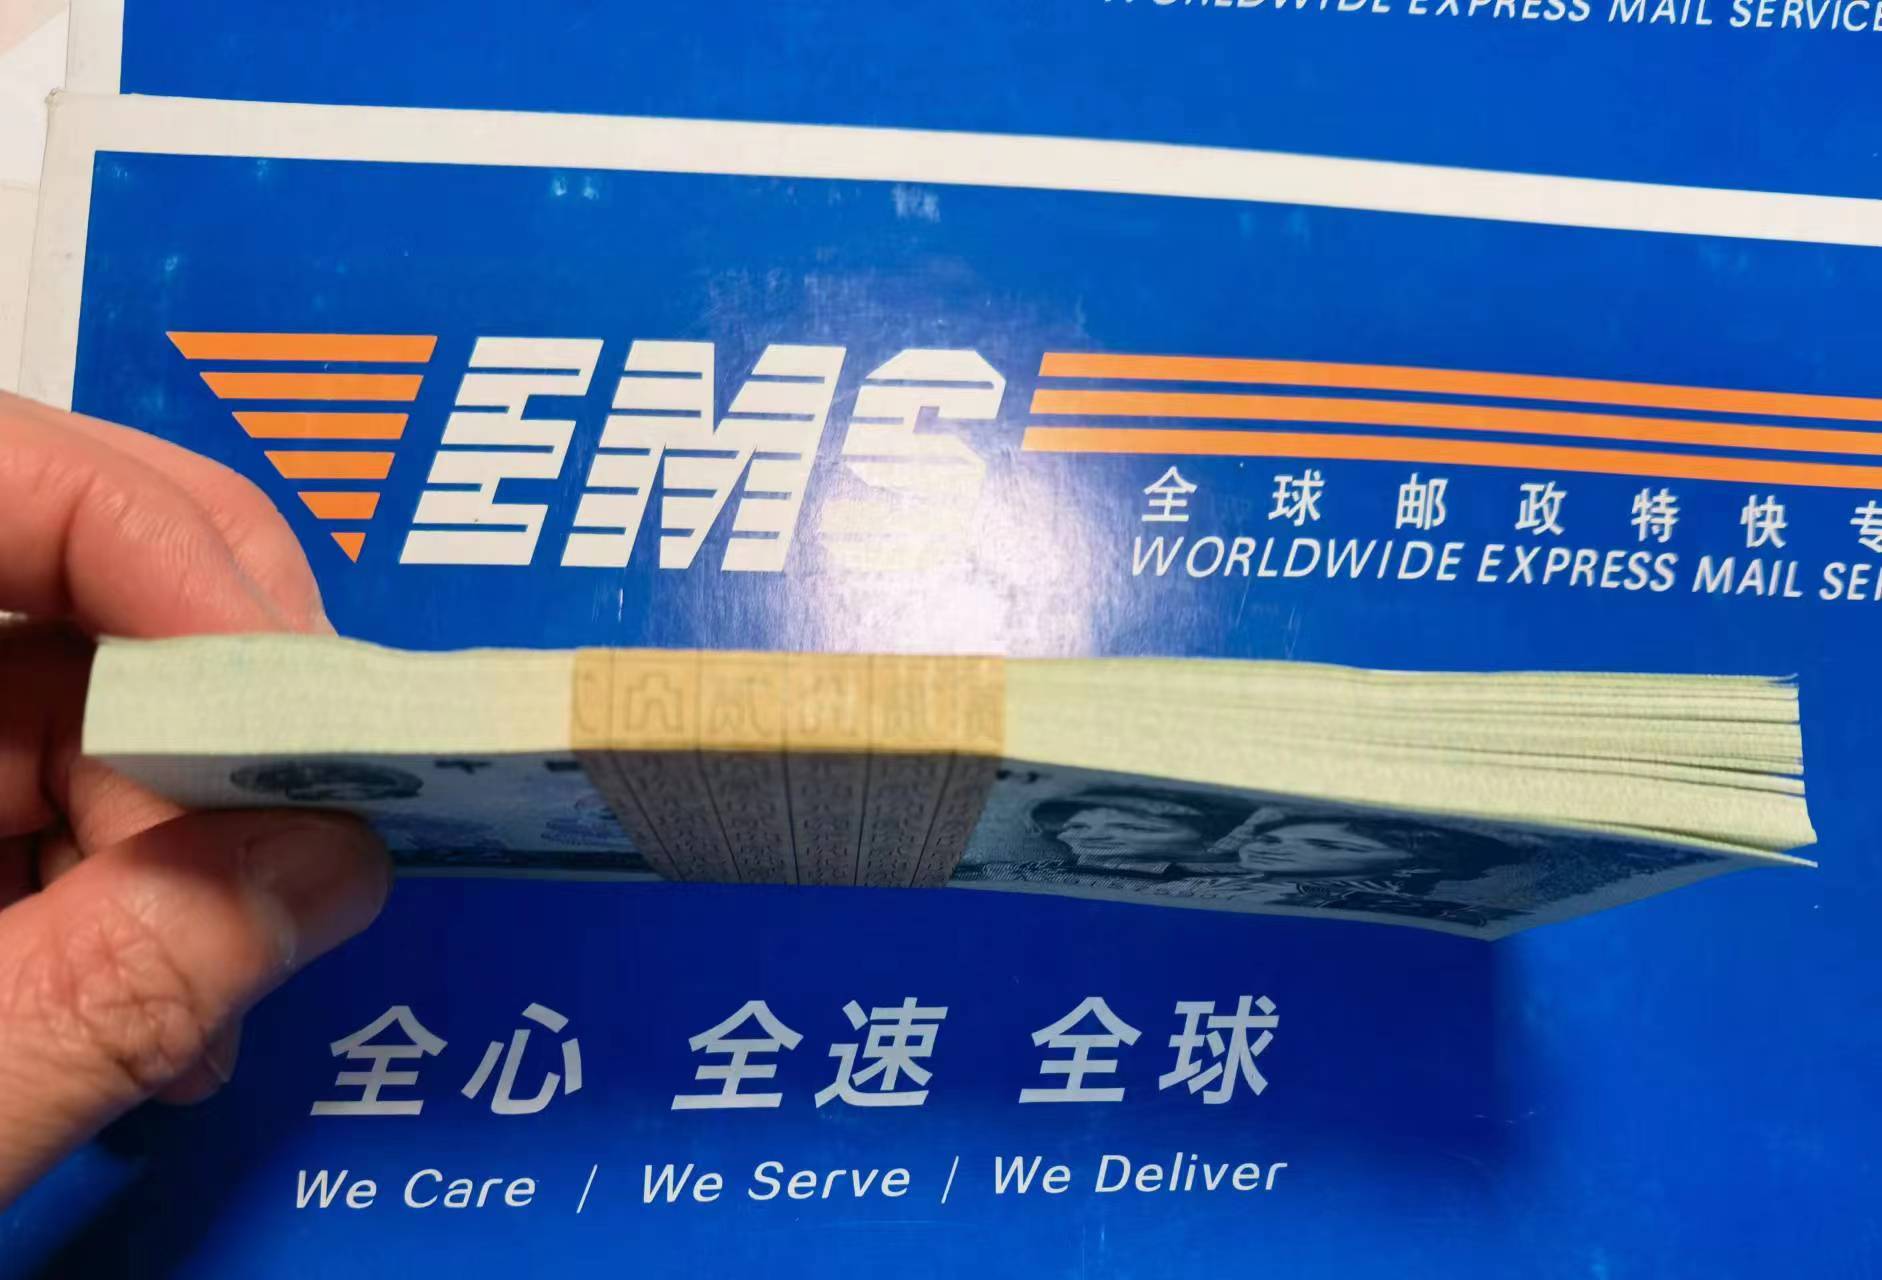 WORLDWIDE EXPRESS MAIL SERVICE
EMS
全球邮政特快专
WORLDWIDE EXPRESS MAIL SER
全心 全速 全球
We Care / We Serve / We Deliver